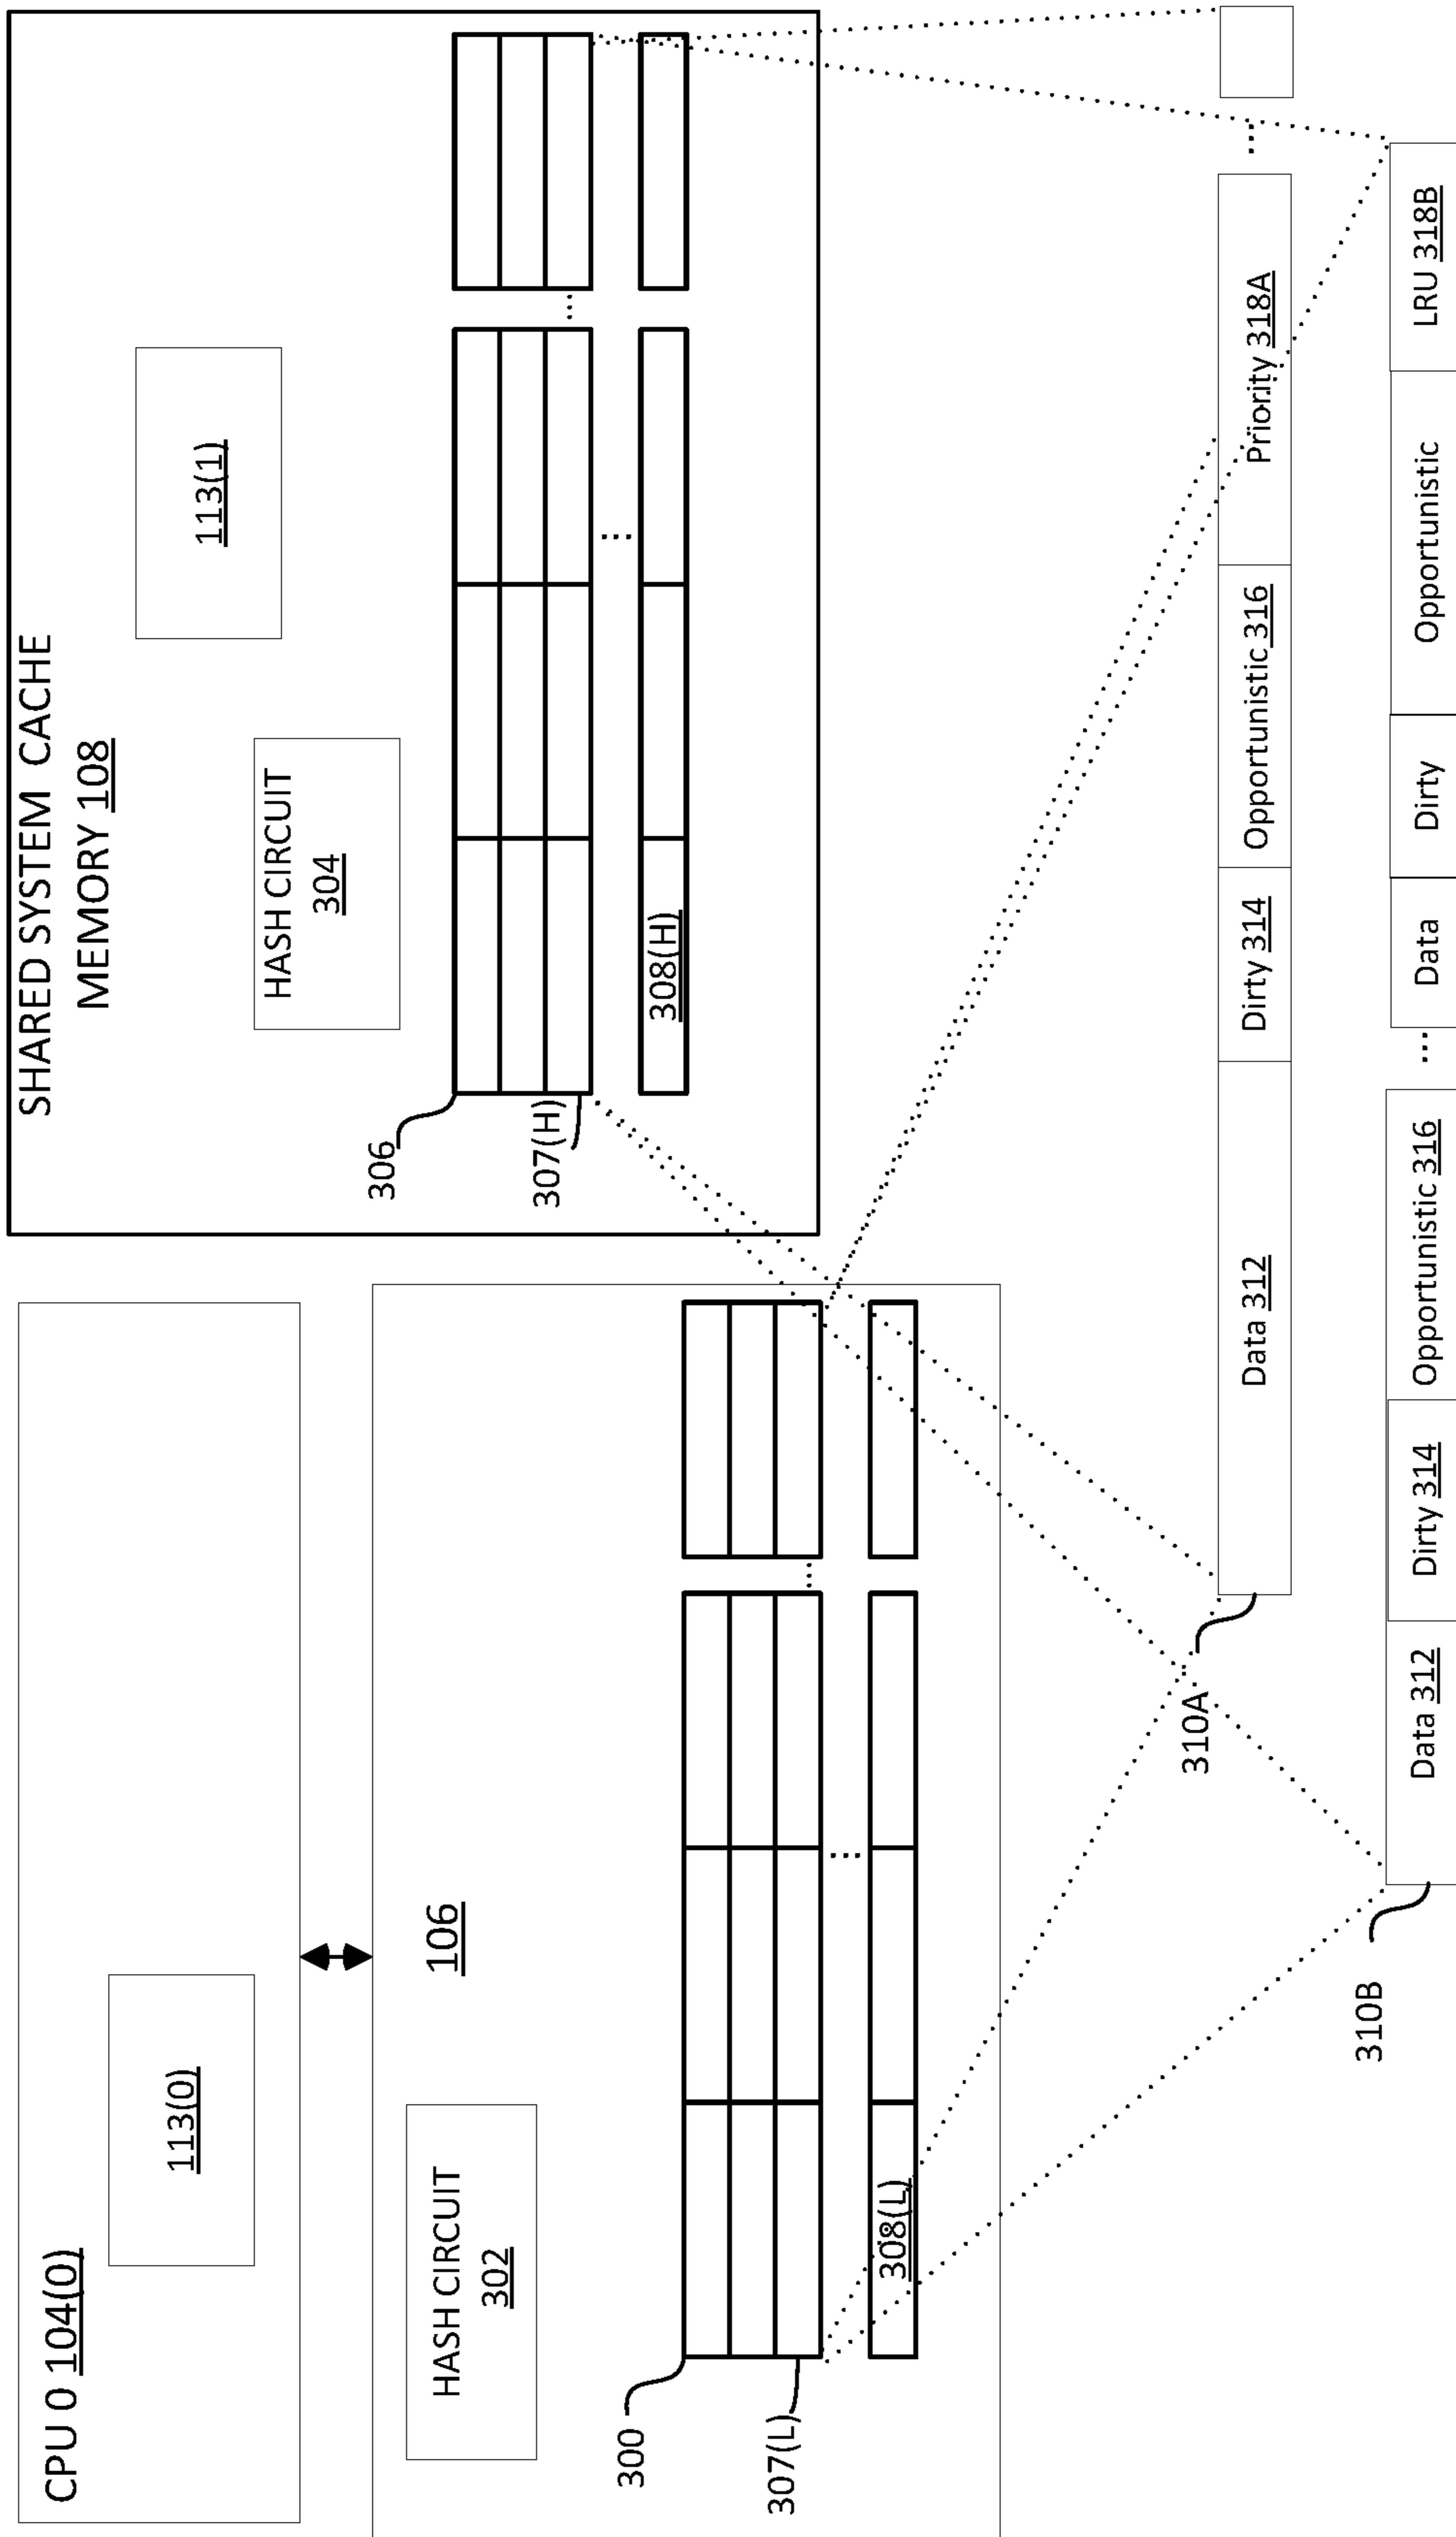 CPU 0 104(0)
113(0)
106
HASH CIRCUIT
302
300
307(L)
...
...
308(L)
SHARED SYSTEM CACHE
MEMORY 108
113(1)
HASH CIRCUIT
304
306
307(H)
...
...
308(H)
310A
Data 312 Dirty 314 Opportunistic 316 Priority 318A ...
310B
Data 312 Dirty 314 Opportunistic 316 ... Data Dirty Opportunistic LRU 318B